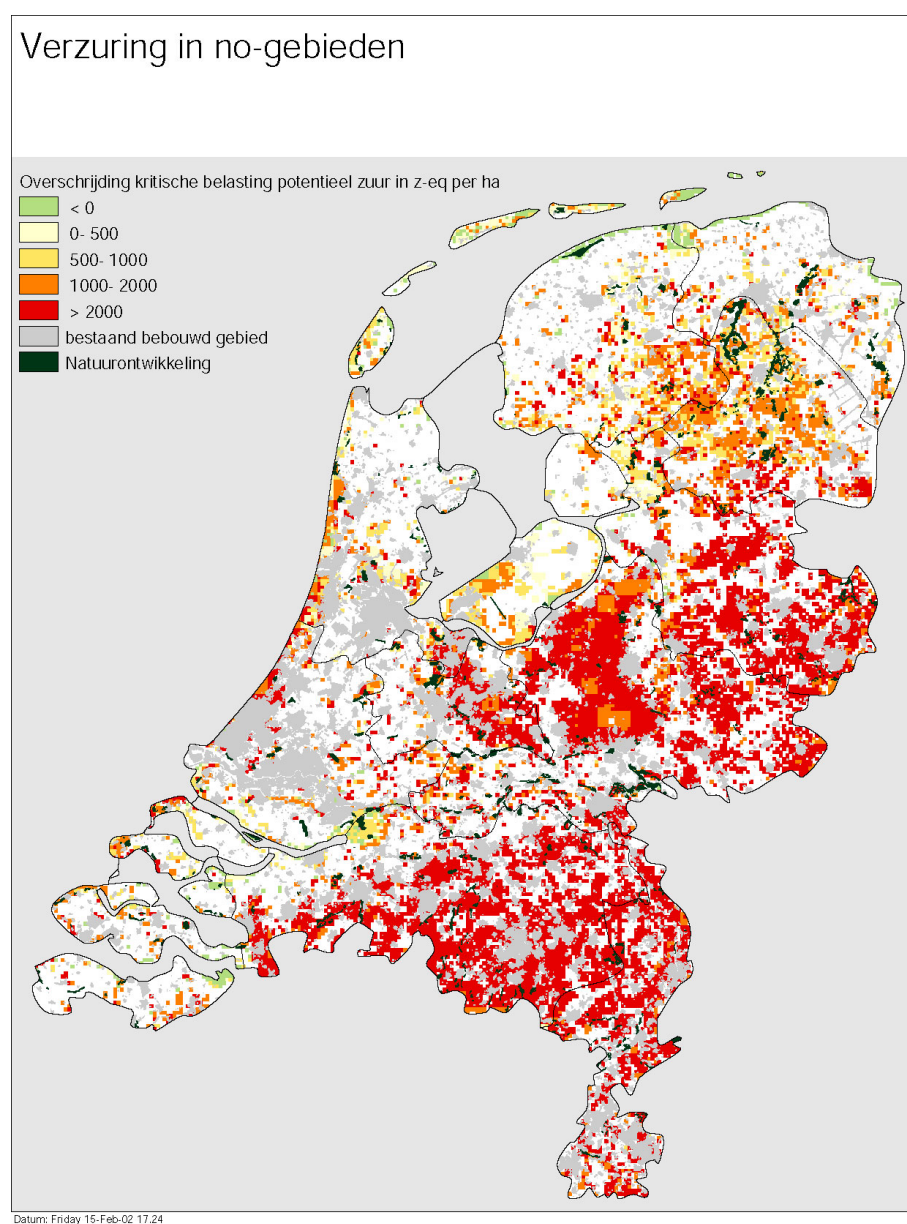 Verzuring in no-gebieden
Overschrijding kritische belasting potentieel zuur in z-eq per ha
< 0
0- 500
500- 1000
1000- 2000
> 2000
bestaand bebouwd gebied
Natuurontwikkeling
Datum: Friday 15-Feb-02 17.24